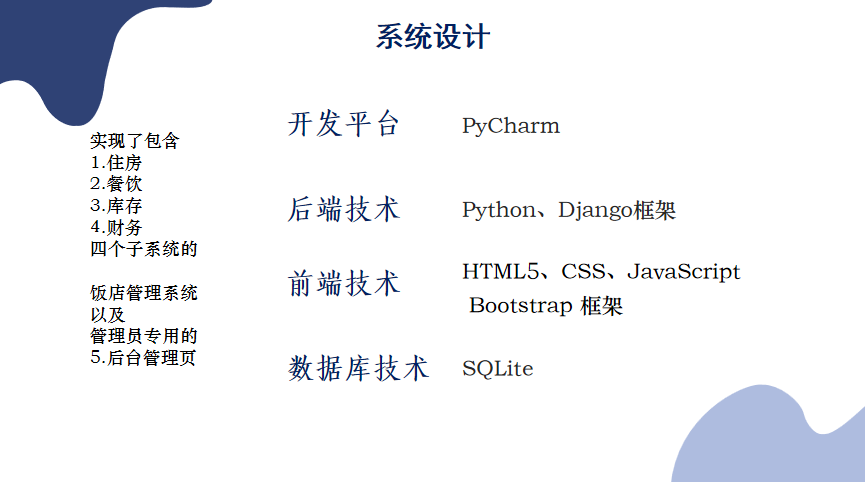 系统设计
实现了包含
1.住房
2.餐饮
3.库存
4.财务
四个子系统的
饭店管理系统
以及
管理员专用的
5.后台管理页
开发平台
PyCharm
后端技术
Python、Django框架
前端技术
HTML5、CSS、JavaScript
Bootstrap 框架
数据库技术
SQLite